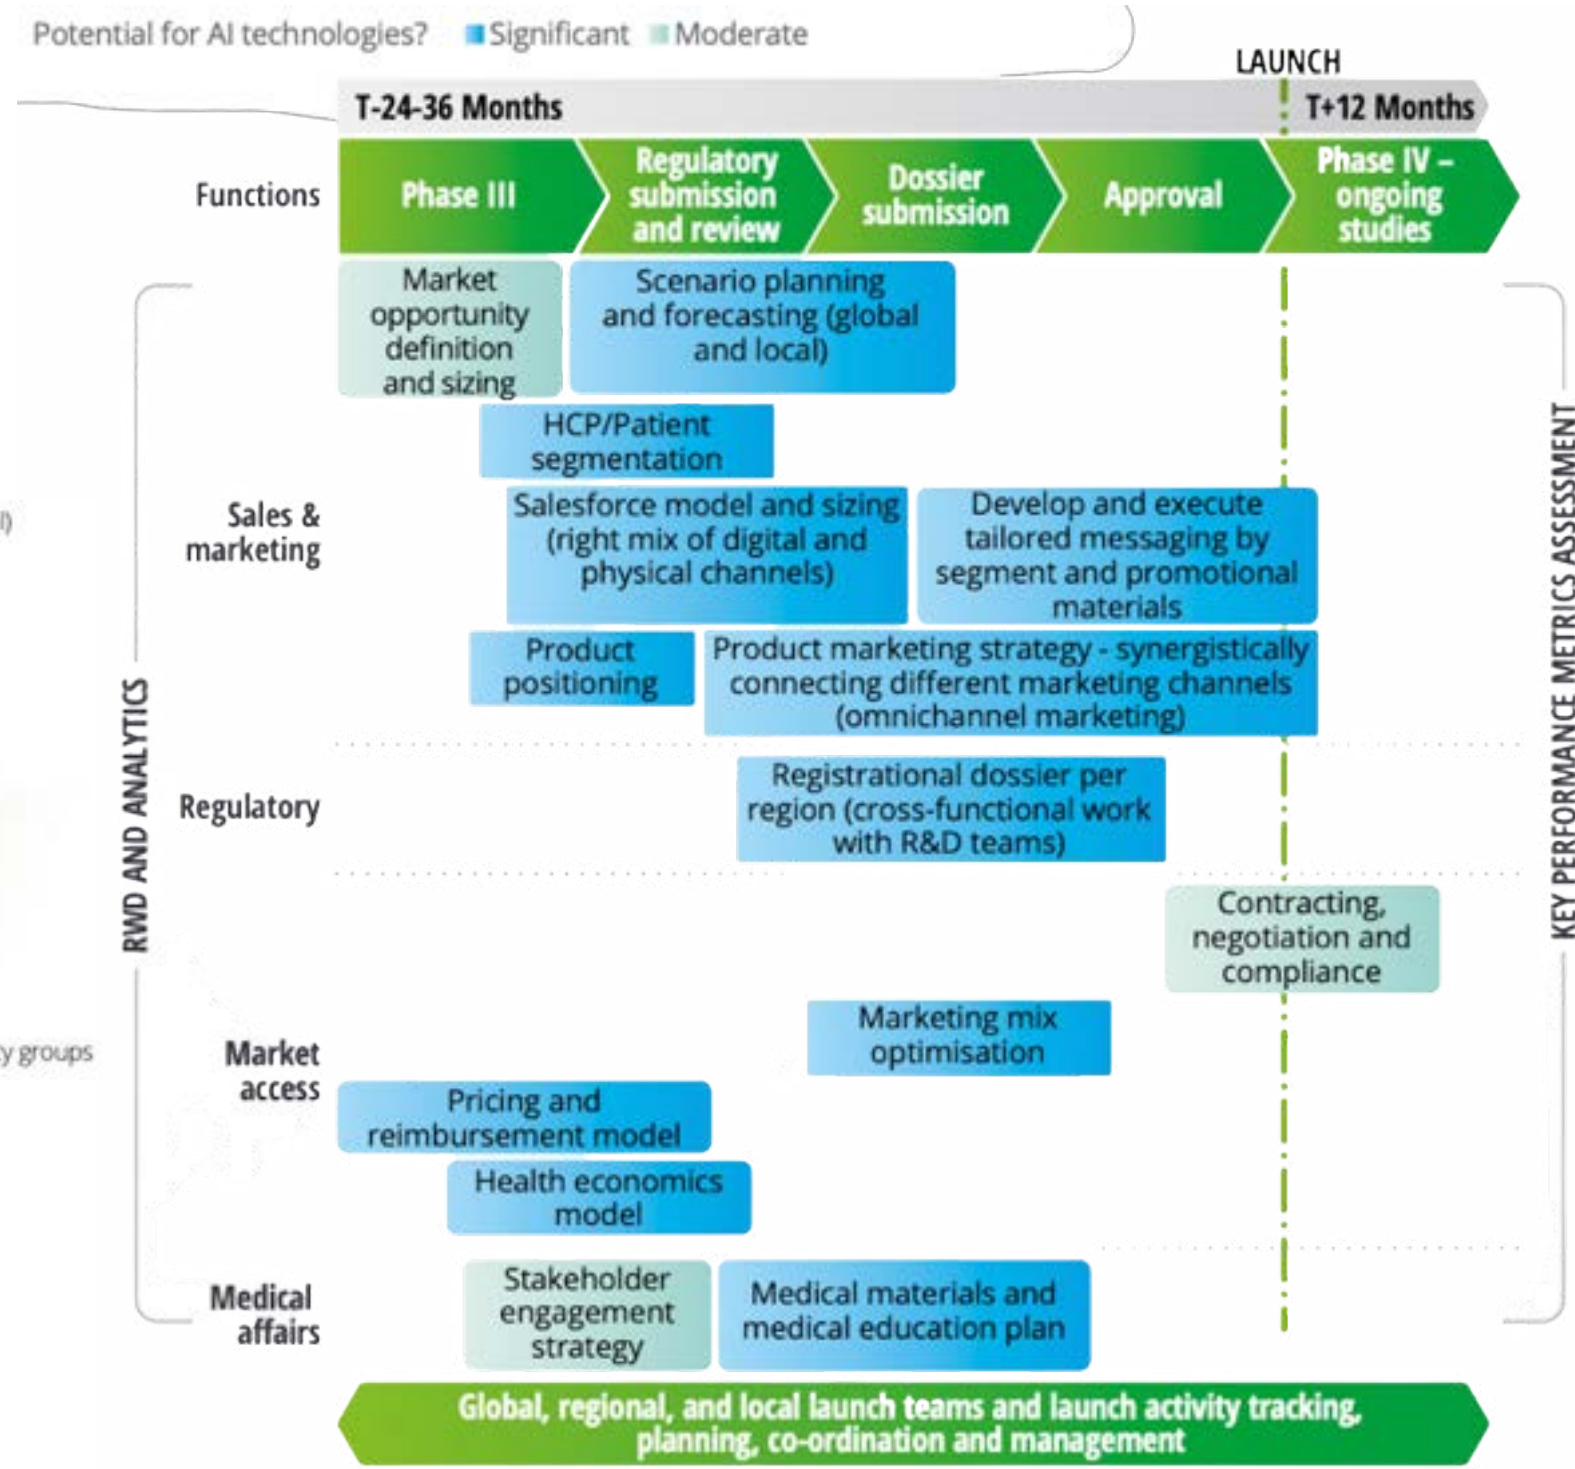 Potential for AI technologies? Significant Moderate
LAUNCH
T-24-36 Months
T+12 Months
Functions
Phase III
Regulatory
submission
and review
Dossier
submission
Approval
Phase IV –
ongoing
studies
Market
opportunity
definition
and sizing
Scenario planning
and forecasting (global
and local)
HCP/Patient
segmentation
Sales &
marketing
Salesforce model and sizing
(right mix of digital and
physical channels)
Develop and execute
tailored messaging by
segment and promotional
materials
Product
positioning
Product marketing strategy - synergistically
connecting different marketing channels
(omnichannel marketing)
RWD AND ANALYTICS
KEY PERFORMANCE METRICS ASSESSMENT
Regulatory
Registrational dossier per
region (cross-functional work
with R&D teams)
Contracting,
negotiation and
compliance
Market
access
Marketing mix
optimisation
groups
Pricing and
reimbursement model
Health economics
model
Medical
affairs
Stakeholder
engagement
strategy
Medical materials and
medical education plan
Global, regional, and local launch teams and launch activity tracking,
planning, co-ordination and management